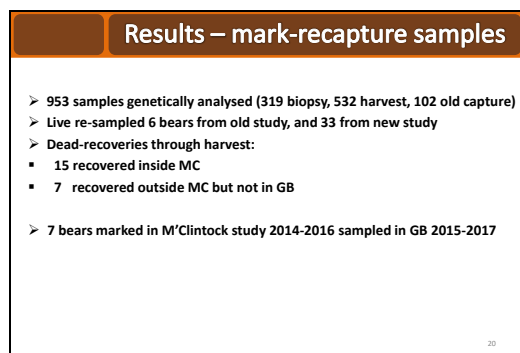 Results – mark-recapture samples
➢ 953 samples genetically analysed (319 biopsy, 532 harvest, 102 old capture)
➢ Live re-sampled 6 bears from old study, and 33 from new study
➢ Dead-recoveries through harvest:
▪ 15 recovered inside MC
▪ 7 recovered outside MC but not in GB
➢ 7 bears marked in M’Clintock study 2014-2016 sampled in GB 2015-2017
20